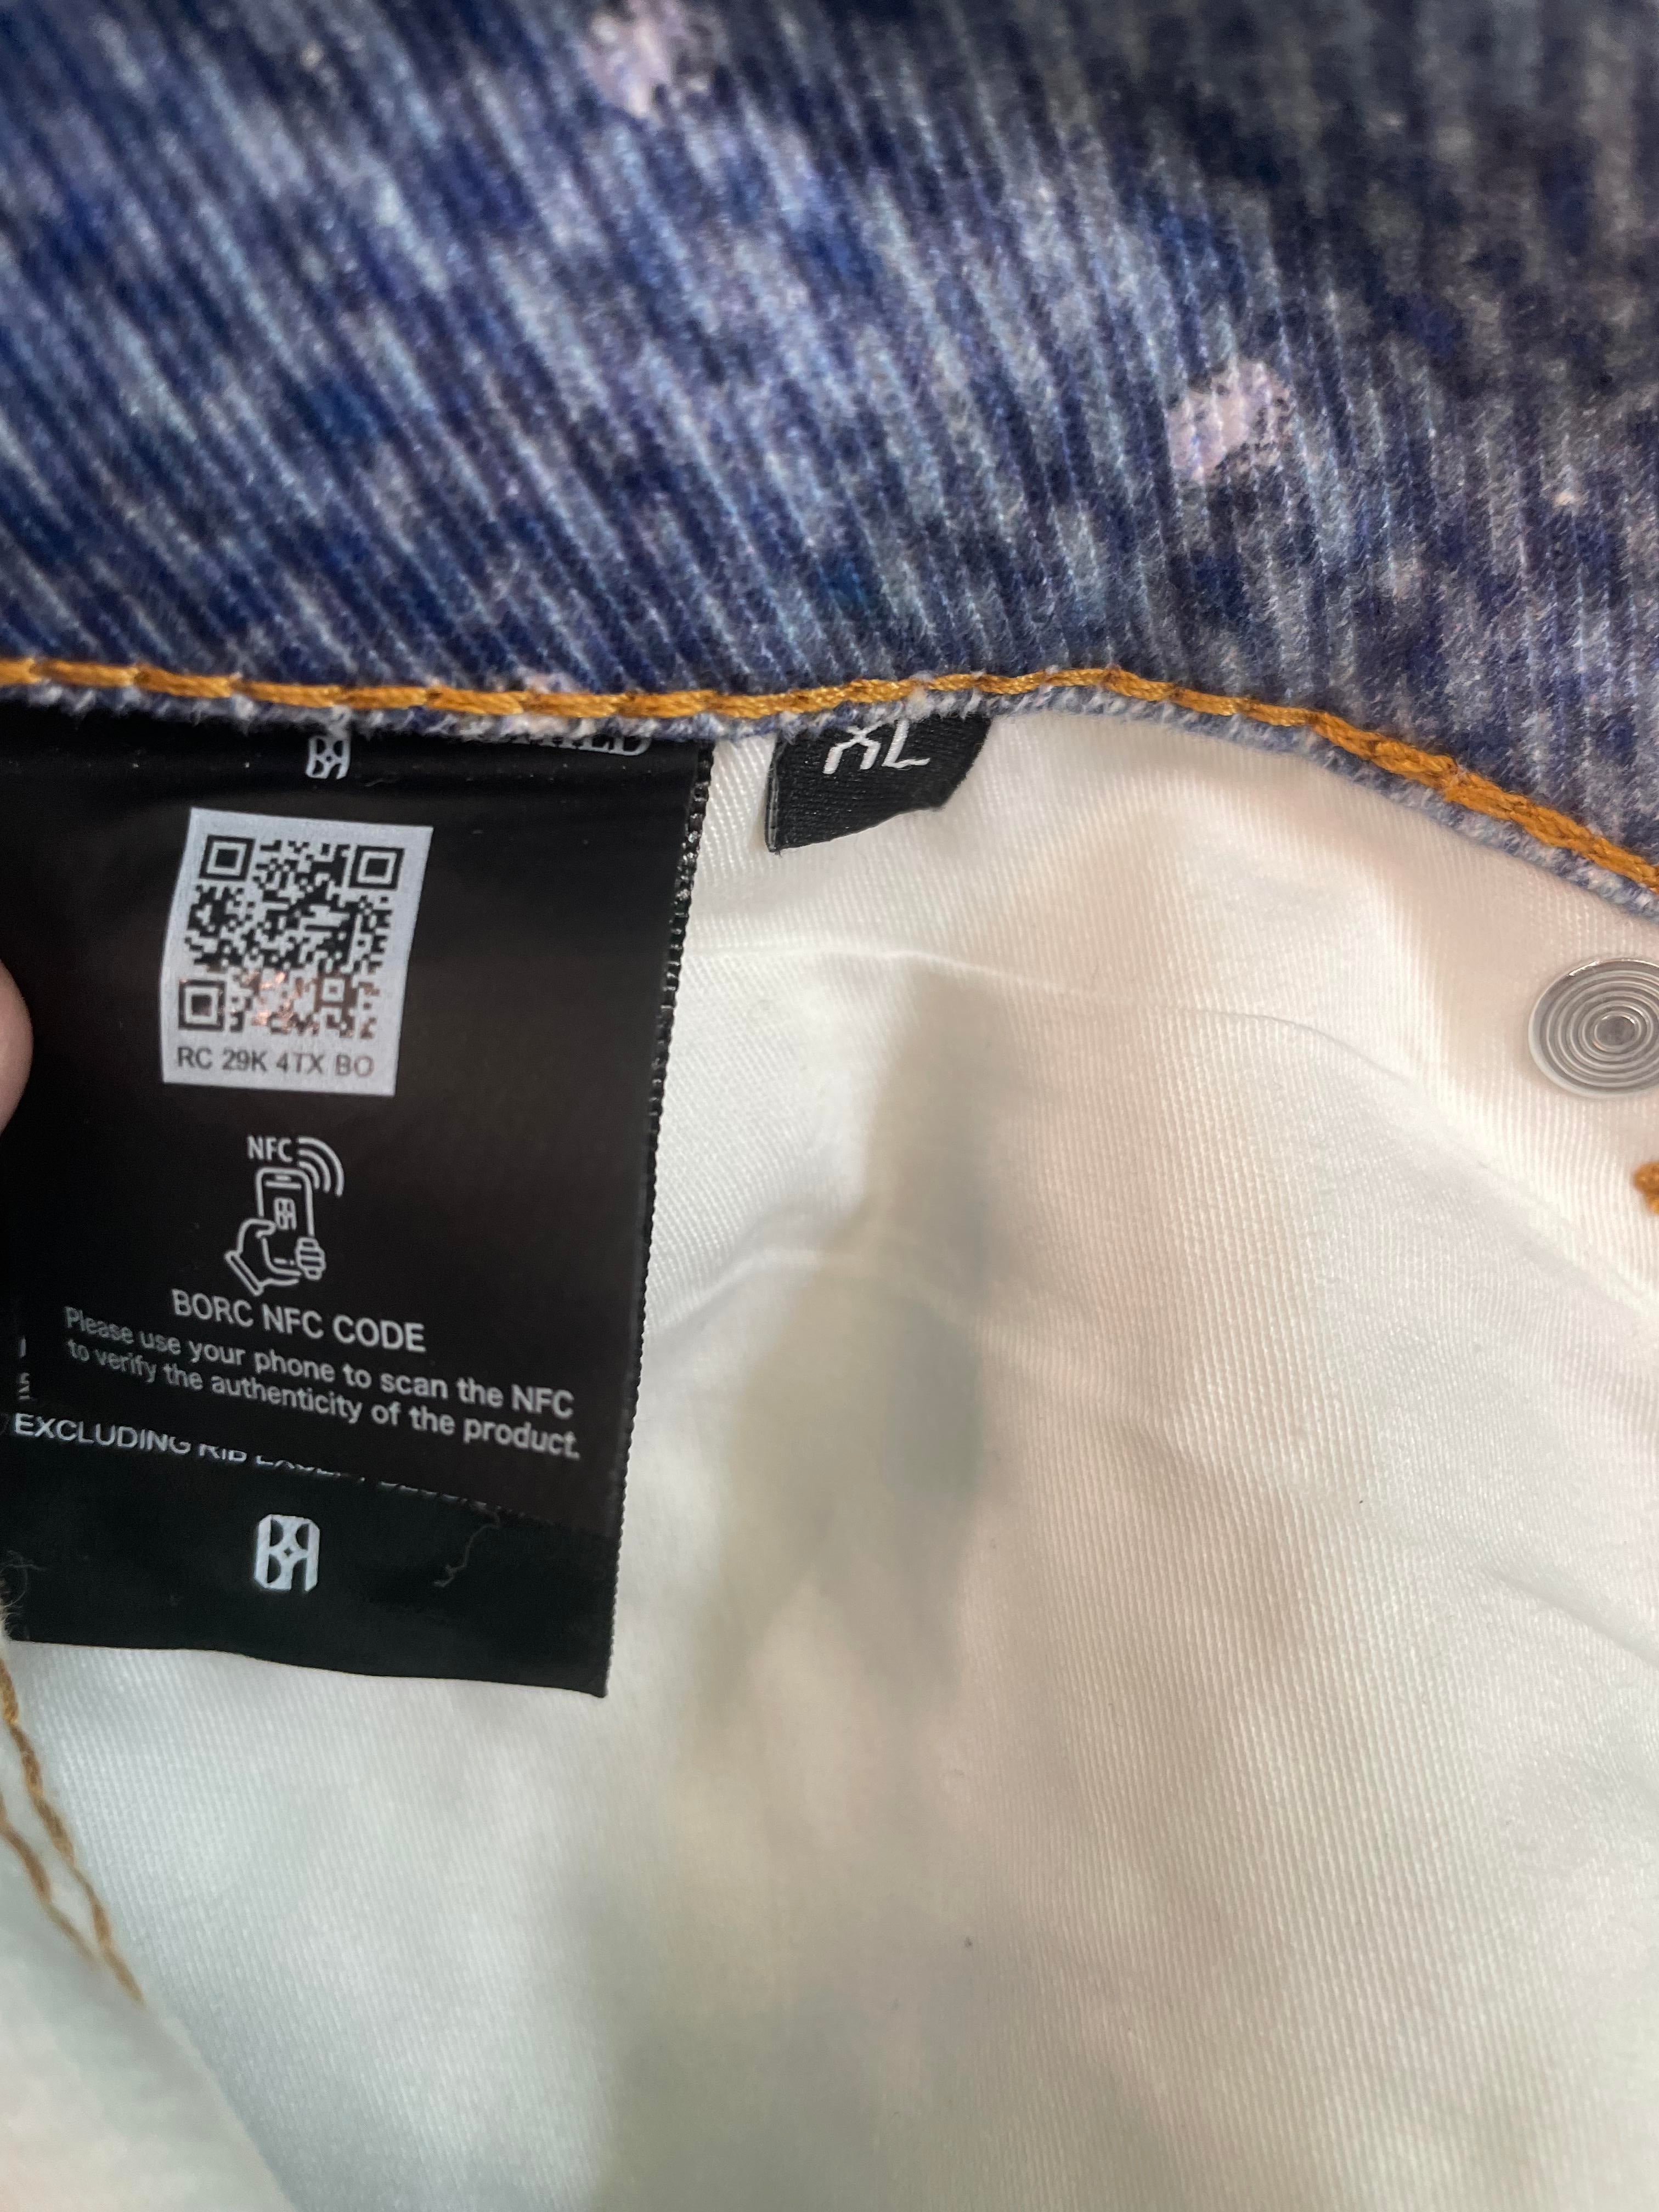 XL
RC 29K 4TX BO
NFC
BORC NFC CODE
Please use your phone to scan the NFC
to verify the authenticity of the product.
EXCLUDING RIB